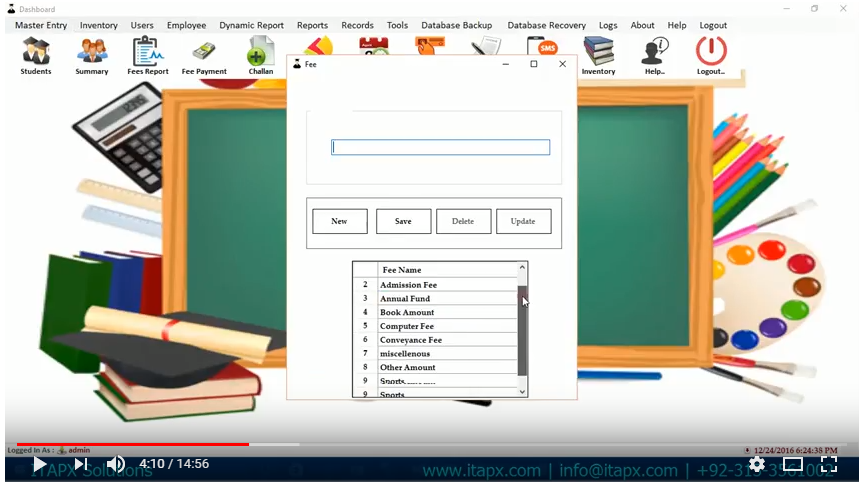 Dashboard
Master Entry Inventory Users Employee Dynamic Report Reports Records Tools Database Backup Database Recovery Logs About Help Logout
Students Summary Fees Report Fee Payment Challan Inventory Help.. Logout..
SMS
Fee
New Save Delete Update
Fee Name
2 Admission Fee
3 Annual Fund
4 Book Amount
5 Computer Fee
6 Conveyance Fee
7 miscellenous
8 Other Amount
9 Sports
9 Sports
Logged In As : admin 12/24/2016 6:24:38 PM
ITAPX Solutions www.itapx.com | info@itapx.com |
4:10 / 14:56